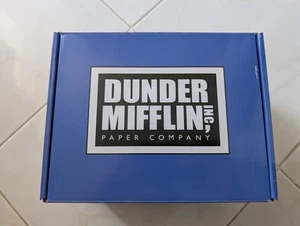 DUNDER
MIFFLIN INC,
PAPER COMPANY